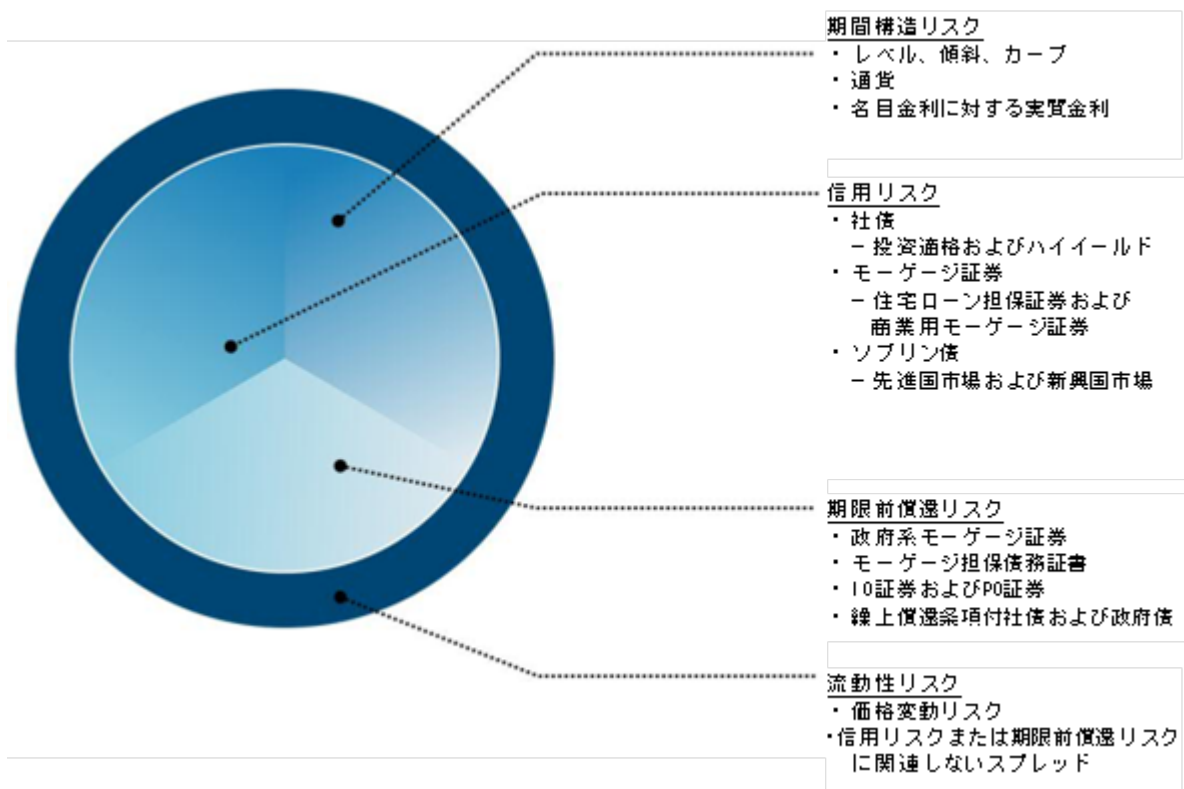 期間構造リスク
・レベル、傾斜、カーブ
・通貨
・名目金利に対する実質金利
信用リスク
・社債
－投資適格およびハイイールド
・モーゲージ証券
－住宅ローン担保証券および
商業用モーゲージ証券
・ソブリン債
－先進国市場および新興国市場
期限前償還リスク
・政府系モーゲージ証券
・モーゲージ担保債務証書
・IO証券およびPO証券
・繰上償還条項付社債および政府債
流動性リスク
・価格変動リスク
・信用リスクまたは期限前償還リスク
に関連しないスプレッド